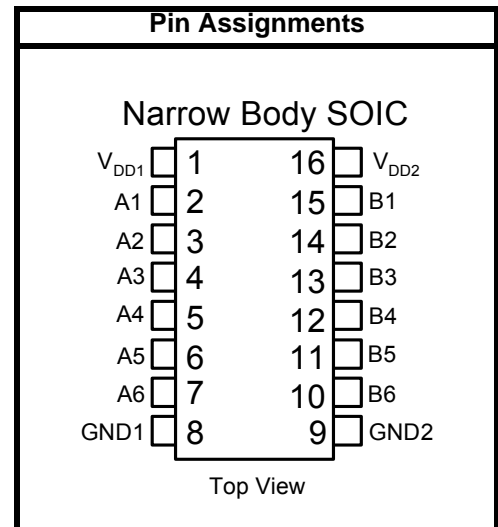 Pin Assignments
Narrow Body SOIC
VDD1 1 16 VDD2
A1 2 15 B1
A2 3 14 B2
A3 4 13 B3
A4 5 12 B4
A5 6 11 B5
A6 7 10 B6
GND1 8 9 GND2
Top View